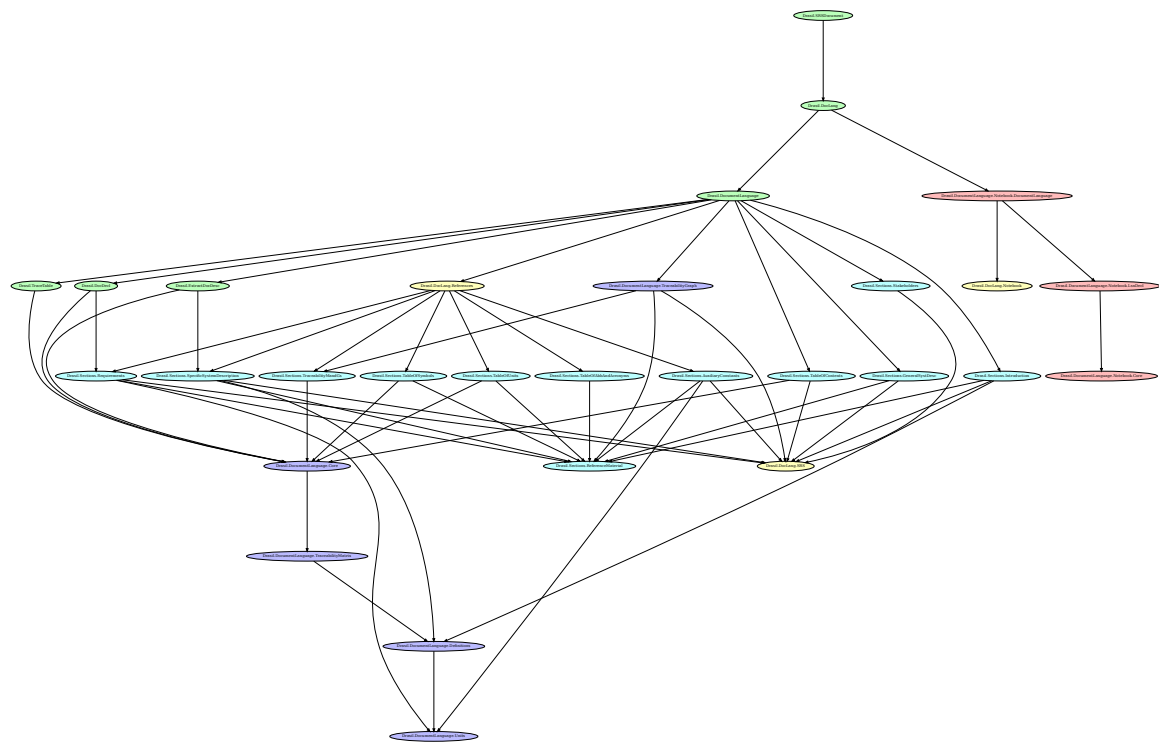 Drasil.SRSDocument
Drasil.DocLang
Drasil.DocumentLanguage
Drasil.DocumentLanguage.Notebook.DocumentLanguage
Drasil.TraceTable
Drasil.DocDecl
Drasil.ExtractDocDesc
Drasil.DocLang.References
Drasil.DocumentLanguage.TraceabilityGraph
Drasil.Sections.Stakeholders
Drasil.DocLang.Notebook
Drasil.DocumentLanguage.Notebook.LsnDecl
Drasil.Sections.Requirements
Drasil.Sections.SpecificSystemDescription
Drasil.Sections.TraceabilityMandGs
Drasil.Sections.TableOfSymbols
Drasil.Sections.TableOfUnits
Drasil.Sections.TableOfAbbAndAcronyms
Drasil.Sections.AuxiliaryConstants
Drasil.Sections.TableOfContents
Drasil.Sections.GeneralSystDesc
Drasil.Sections.Introduction
Drasil.DocumentLanguage.Notebook.Core
Drasil.DocumentLanguage.Core
Drasil.Sections.ReferenceMaterial
Drasil.DocLang.SRS
Drasil.DocumentLanguage.TraceabilityMatrix
Drasil.DocumentLanguage.Definitions
Drasil.DocumentLanguage.Units